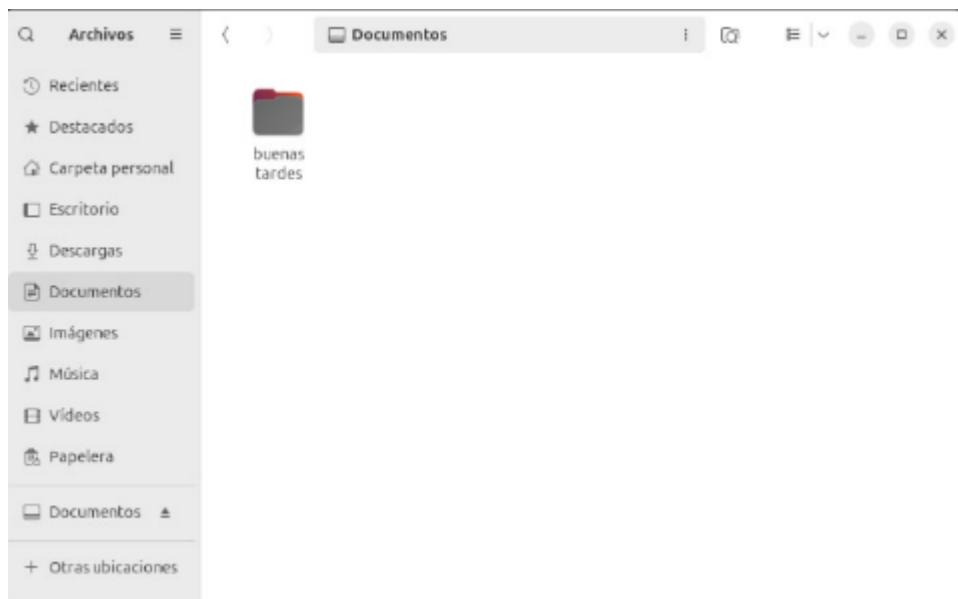 Archivos
Documentos
Recientes
Destacados
Carpeta personal
Escritorio
Descargas
Documentos
Imágenes
Música
Vídeos
Papelera
Documentos
Otras ubicaciones
buenas
tardes